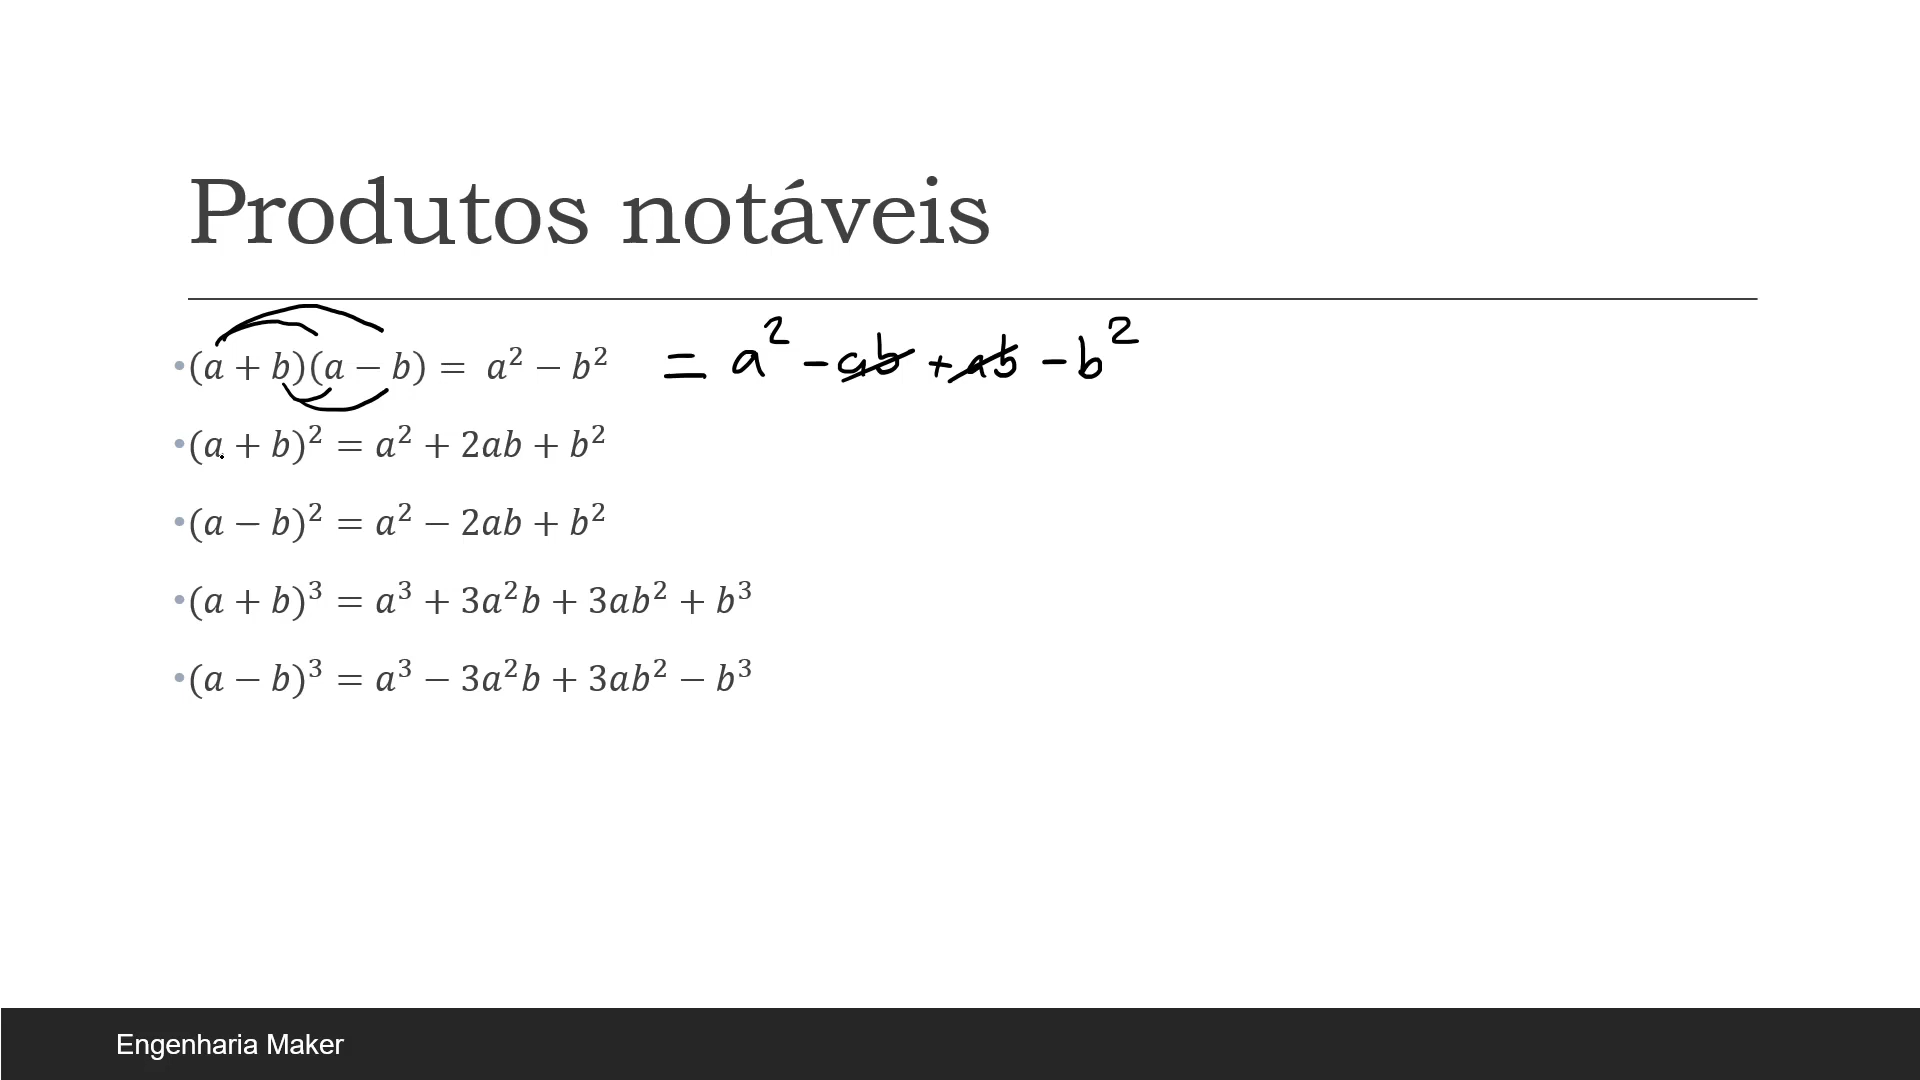 Produtos notáveis
•(a + b)(a − b) = a² − b² = a² − ab + ab − b²
•(a + b)² = a² + 2ab + b²
•(a − b)² = a² − 2ab + b²
•(a + b)³ = a³ + 3a²b + 3ab² + b³
•(a − b)³ = a³ − 3a²b + 3ab² − b³
Engenharia Maker